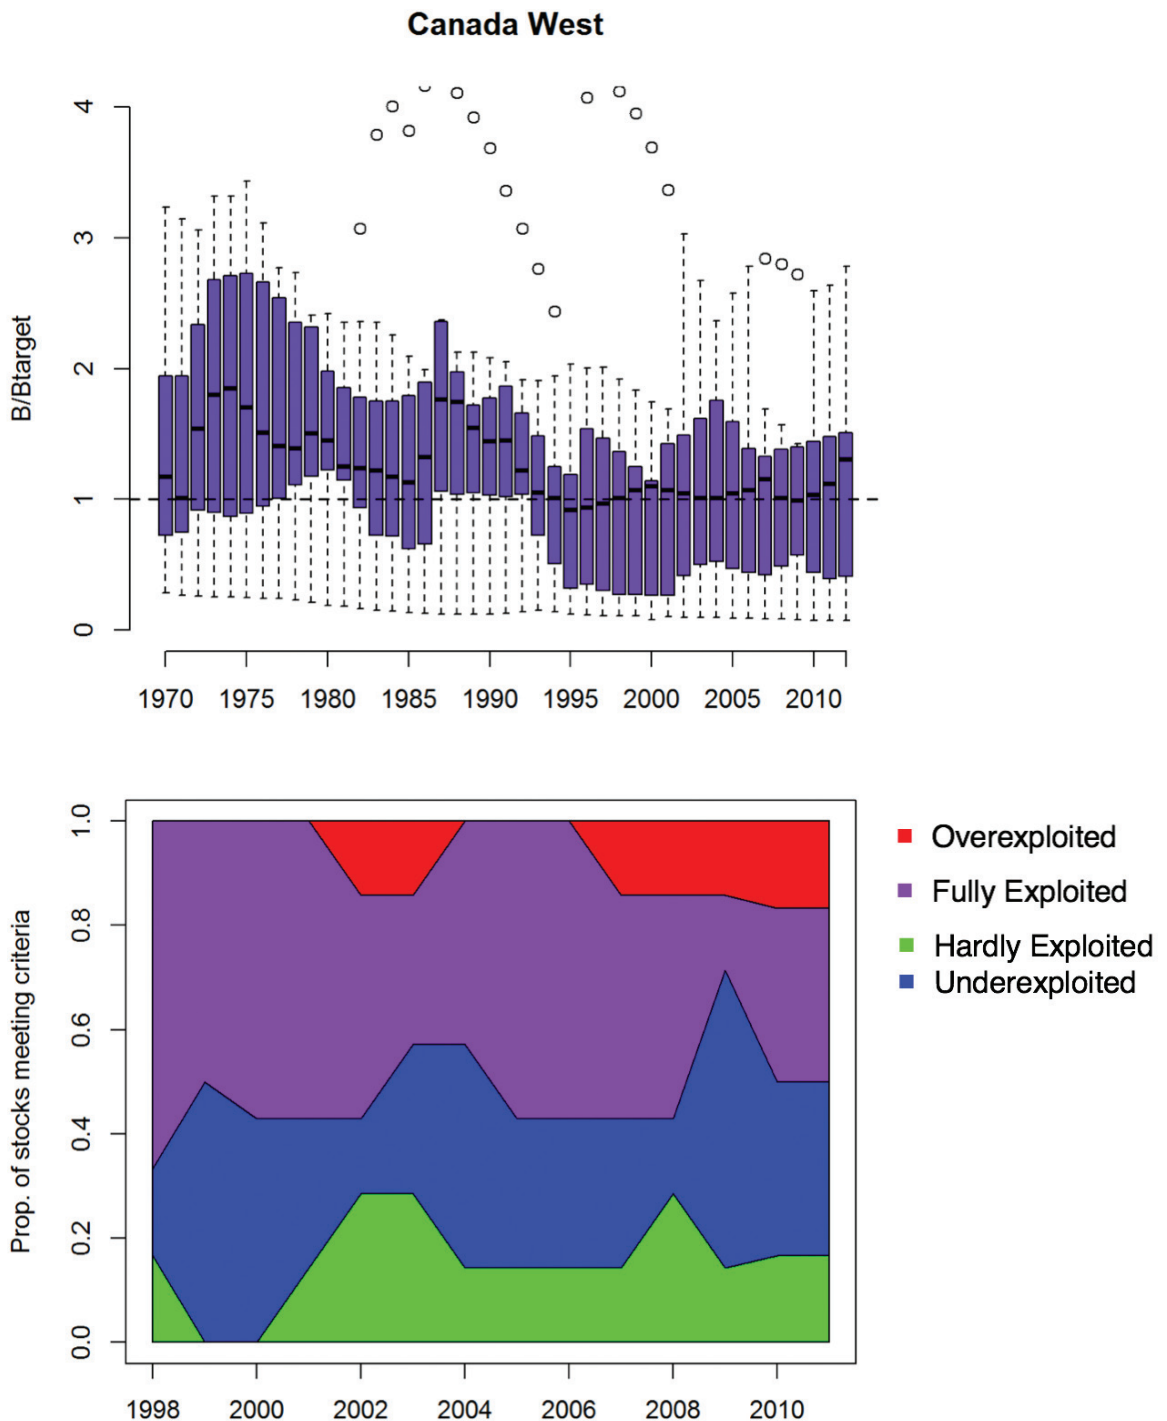 Canada West
B/Btarget
4
3
2
1
0
1970 1975 1980 1985 1990 1995 2000 2005 2010
Prop. of stocks meeting criteria
1.0
0.8
0.6
0.4
0.2
0.0
1998 2000 2002 2004 2006 2008 2010
Overexploited
Fully Exploited
Hardly Exploited
Underexploited